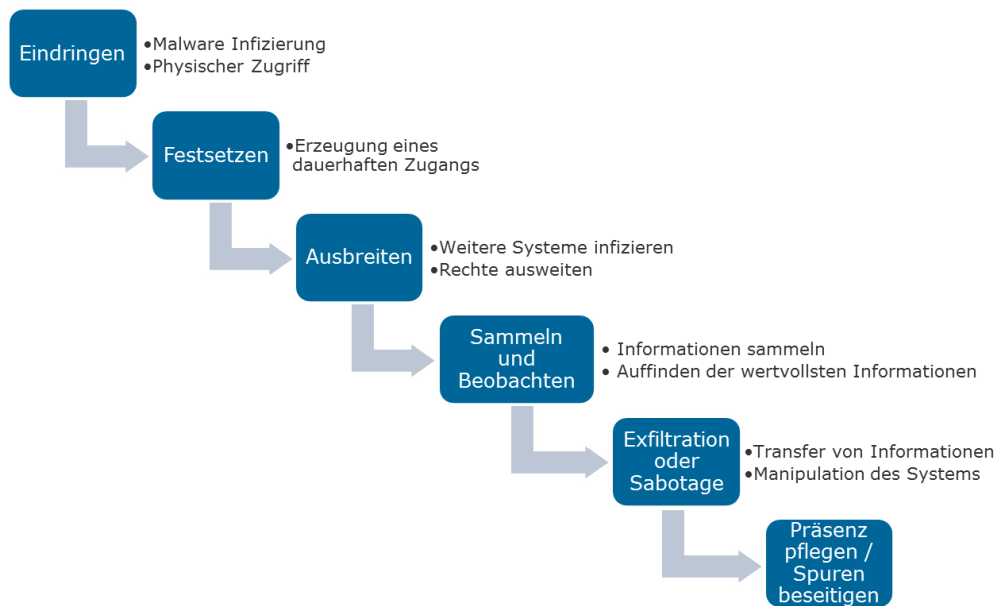 Eindringen
•Malware Infizierung
•Physischer Zugriff
Festsetzen
•Erzeugung eines
dauerhaften Zugangs
Ausbreiten
•Weitere Systeme infizieren
•Rechte ausweiten
Sammeln
und
Beobachten
• Informationen sammeln
• Auffinden der wertvollsten Informationen
Exfiltration
oder
Sabotage
•Transfer von Informationen
•Manipulation des Systems
Präsenz
pflegen /
Spuren
beseitigen